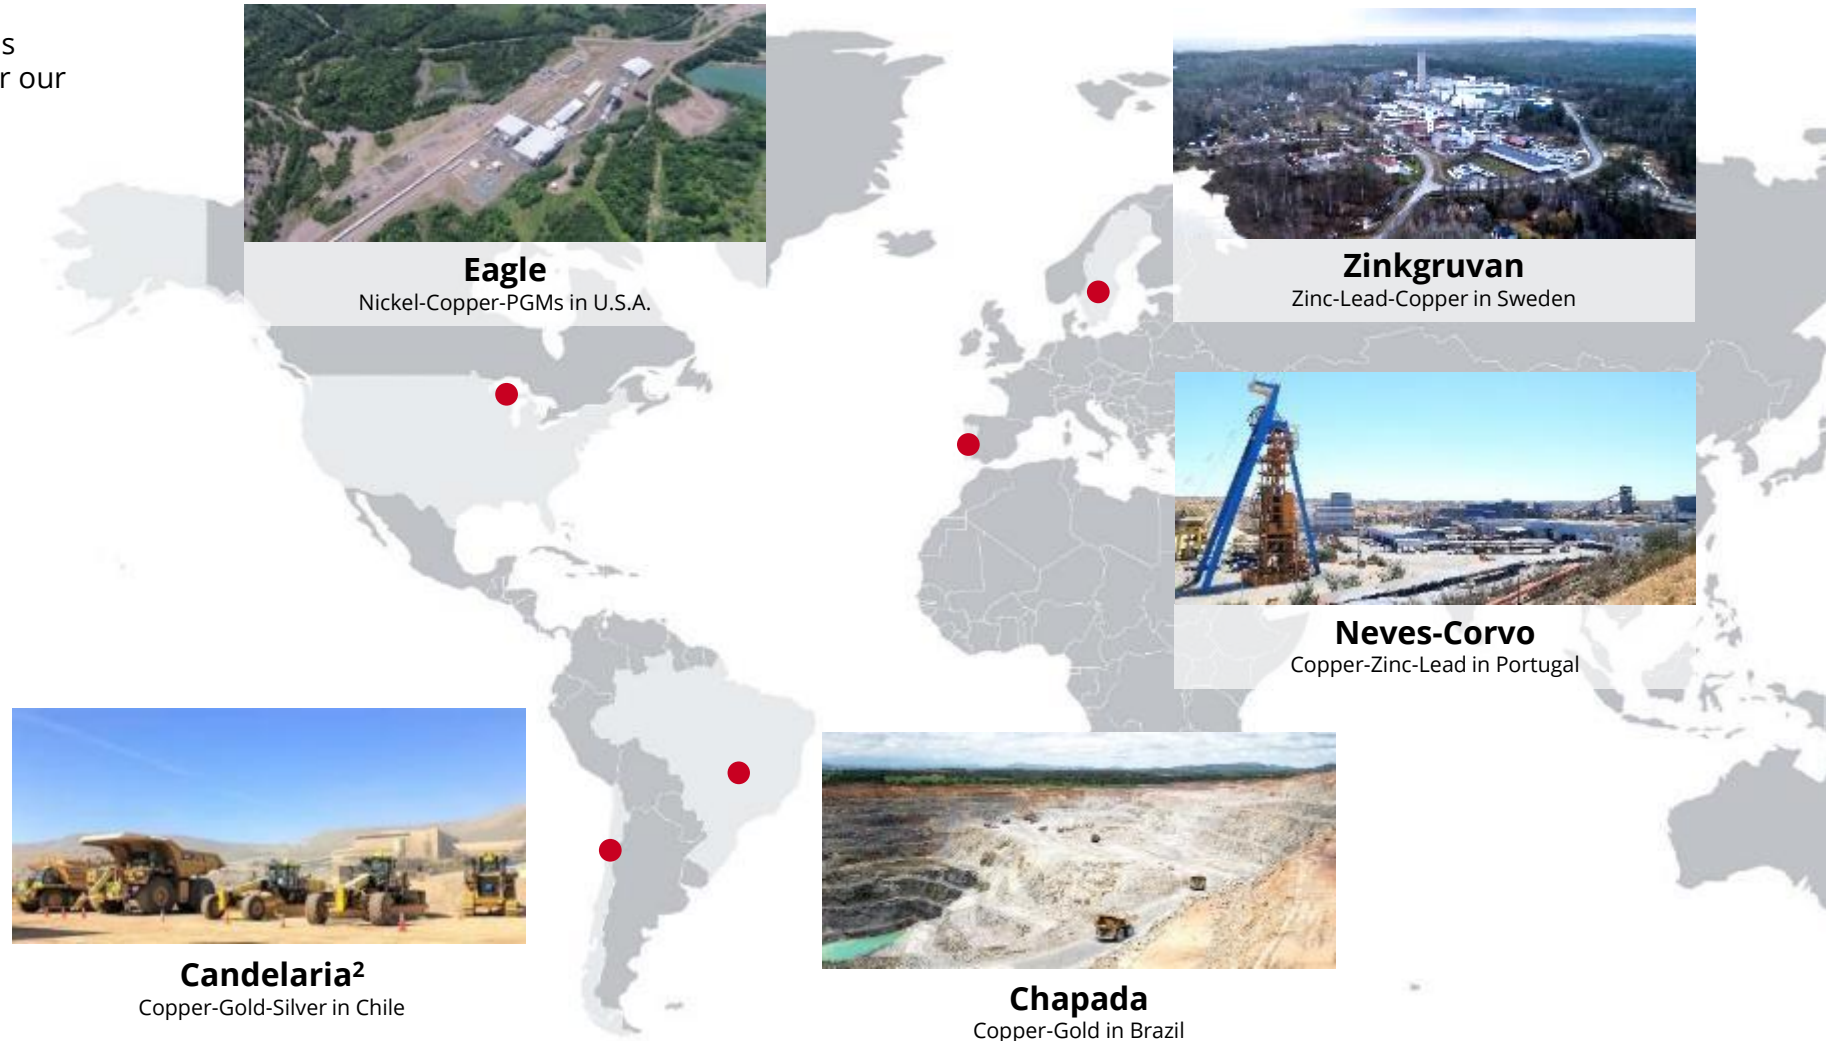 s
r our
Eagle
Nickel-Copper-PGMs in U.S.A.
Zinkgruvan
Zinc-Lead-Copper in Sweden
Neves-Corvo
Copper-Zinc-Lead in Portugal
Candelaria²
Copper-Gold-Silver in Chile
Chapada
Copper-Gold in Brazil